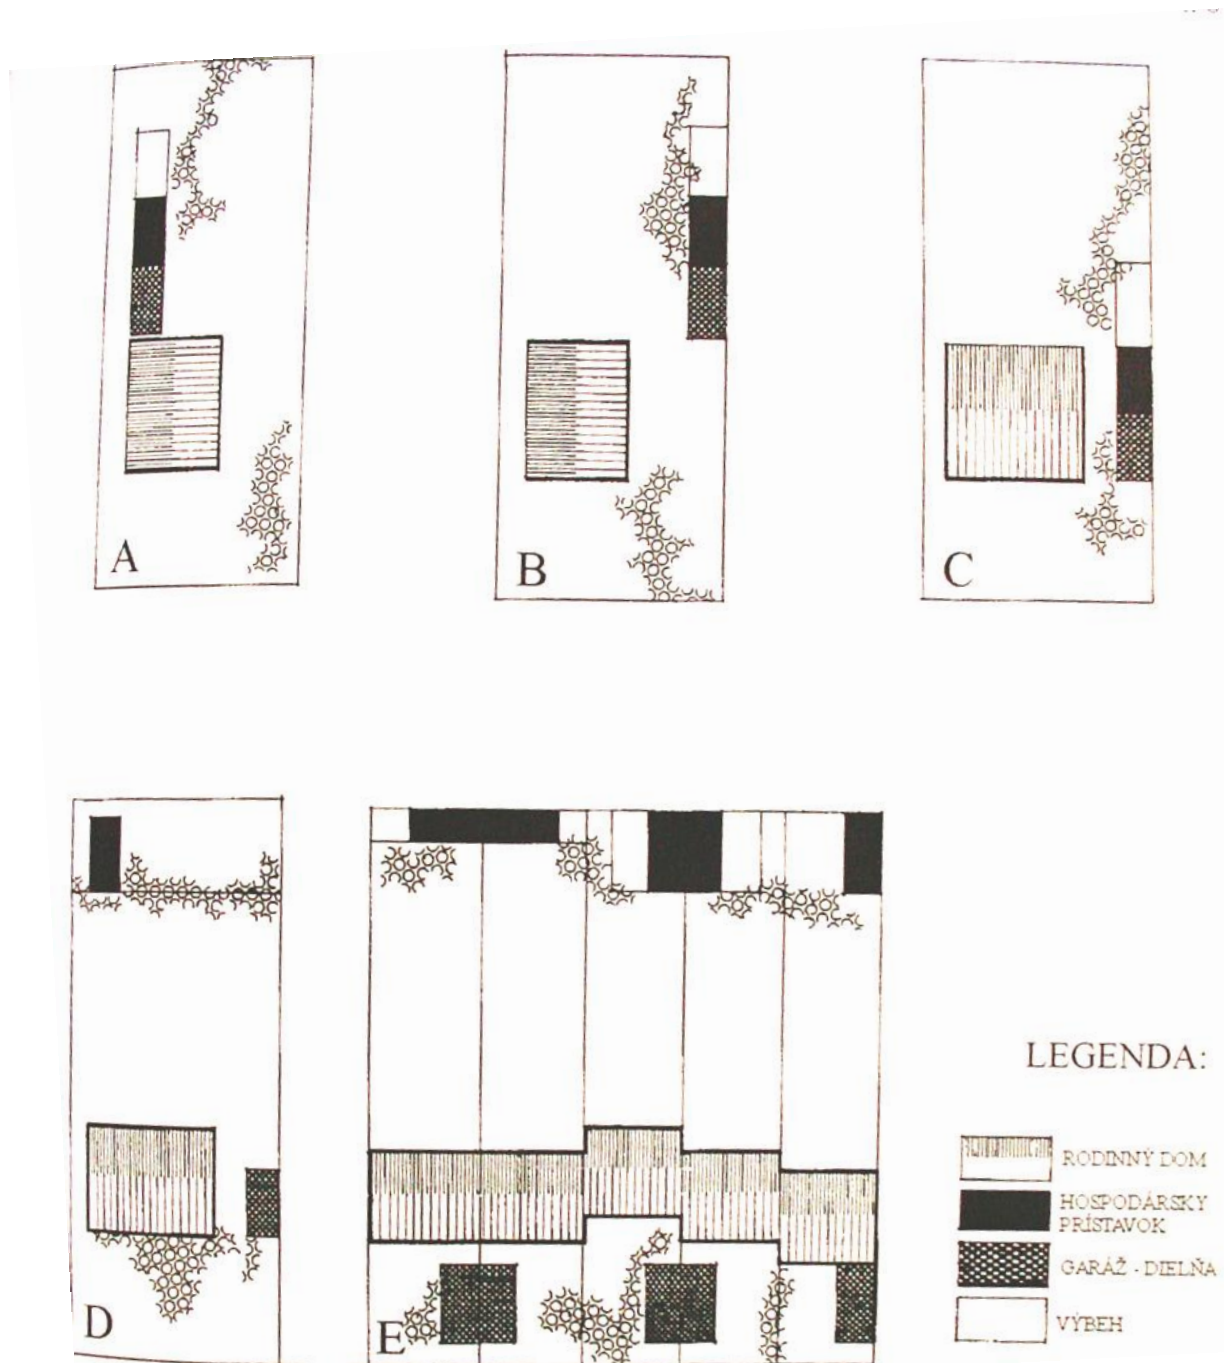 A
B
C
D
E
LEGENDA:
RODINNÝ DOM
HOSPODÁRSKY
PRÍSTAVOK
GARÁŽ - DIELŇA
VÝBEH